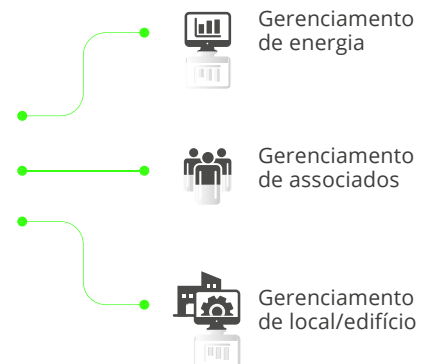 Gerenciamento
de energia
Gerenciamento
de associados
Gerenciamento
de local/edifício